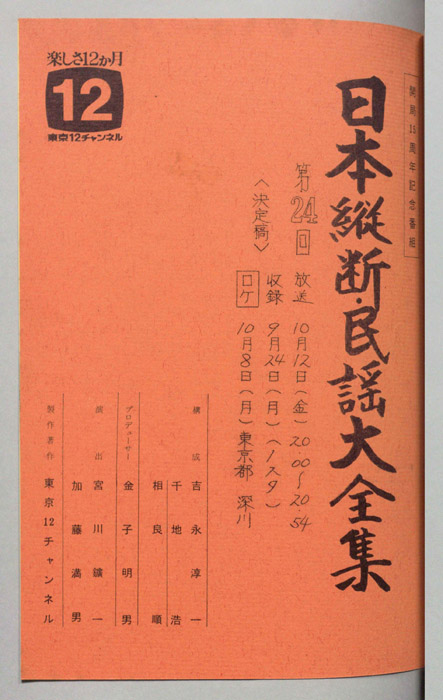 開局15周年記念番組
日本縦断・民謡大全集
楽しさ12か月
12
東京12チャンネル
第24回
〈決定稿〉
放送 10月12日(金)20.00〜20.54
収録 9月24日(月)(1スタ)
ロケ 10月8日(月)東京都 深川
構成 吉永淳一
千地浩
相良順
プロデューサー 金子明男
演出 宮川鑛一
加藤満男
製作著作 東京12チャンネル